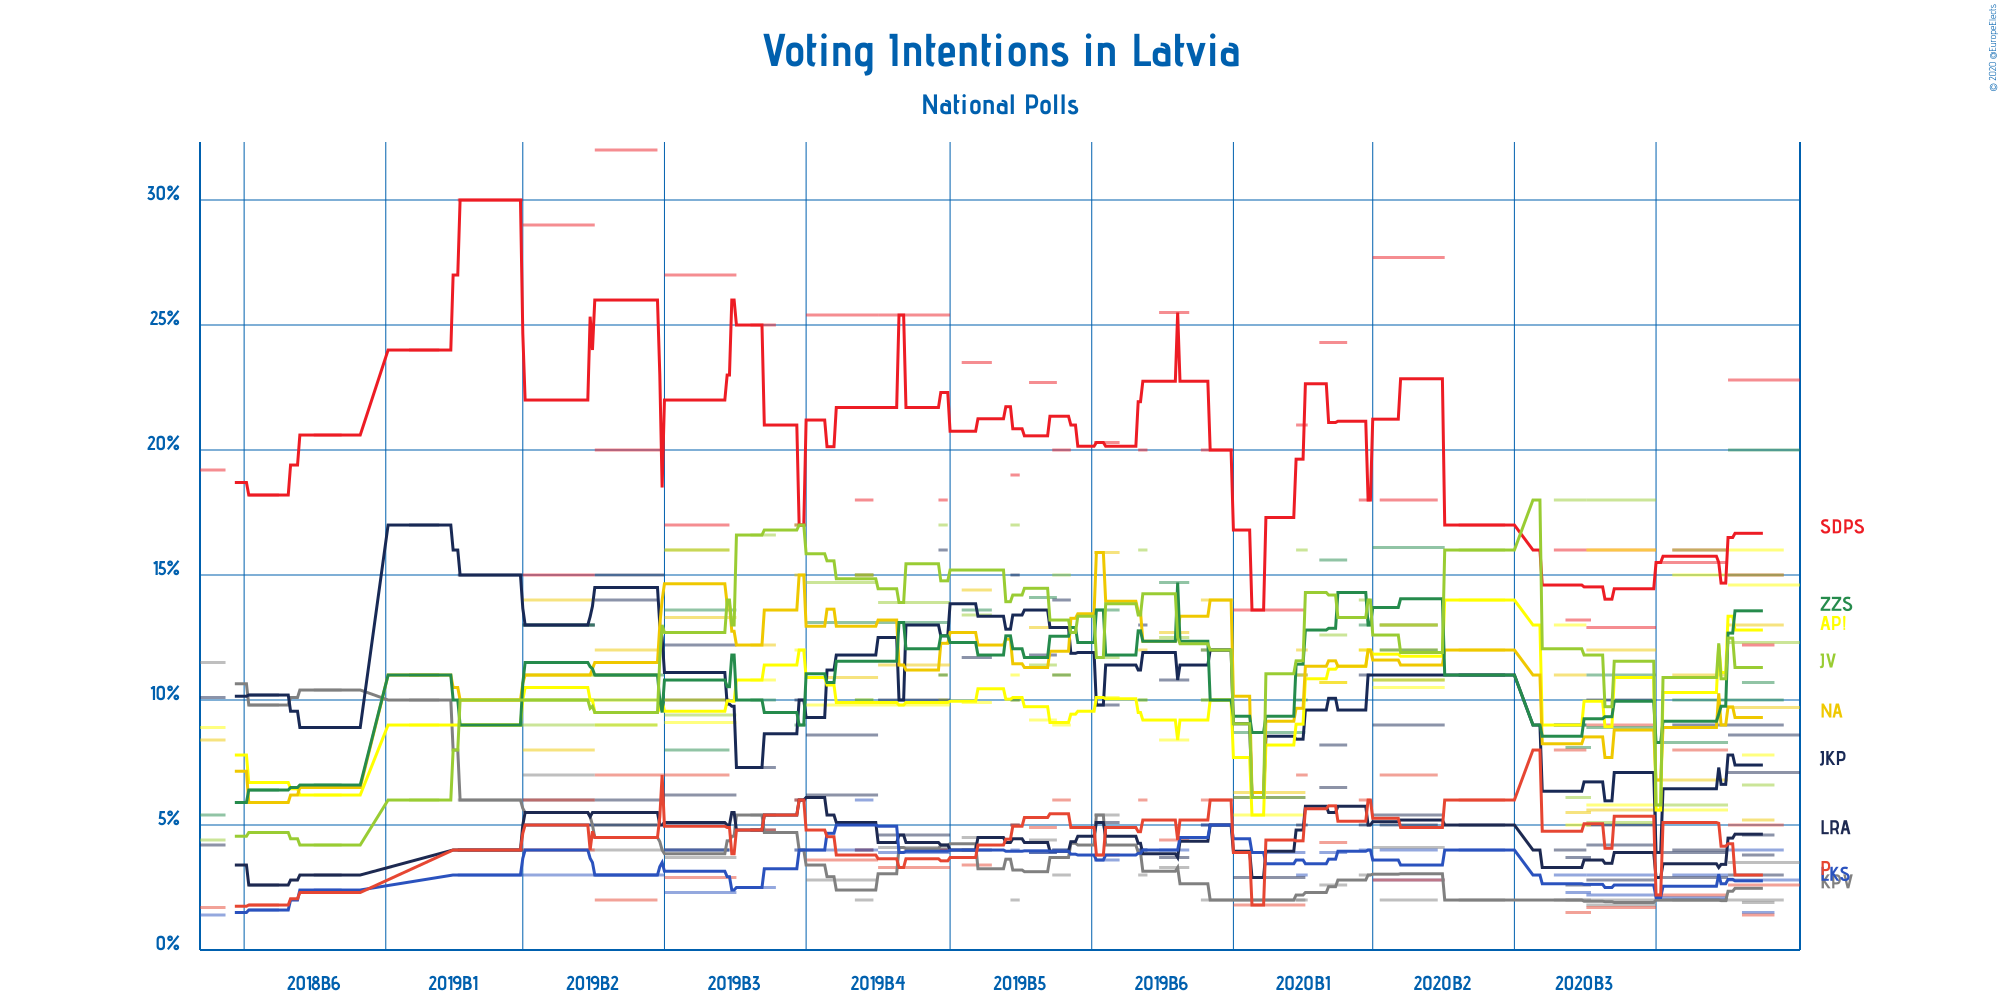 © 2020 @EuropeElects
Voting Intentions in Latvia
National Polls
30%
25%
20%
15%
10%
5%
0%
SDPS
ZZS
API
JV
NA
JKP
LRA
P
LKS
KPV
2018B6
2019B1
2019B2
2019B3
2019B4
2019B5
2019B6
2020B1
2020B2
2020B3